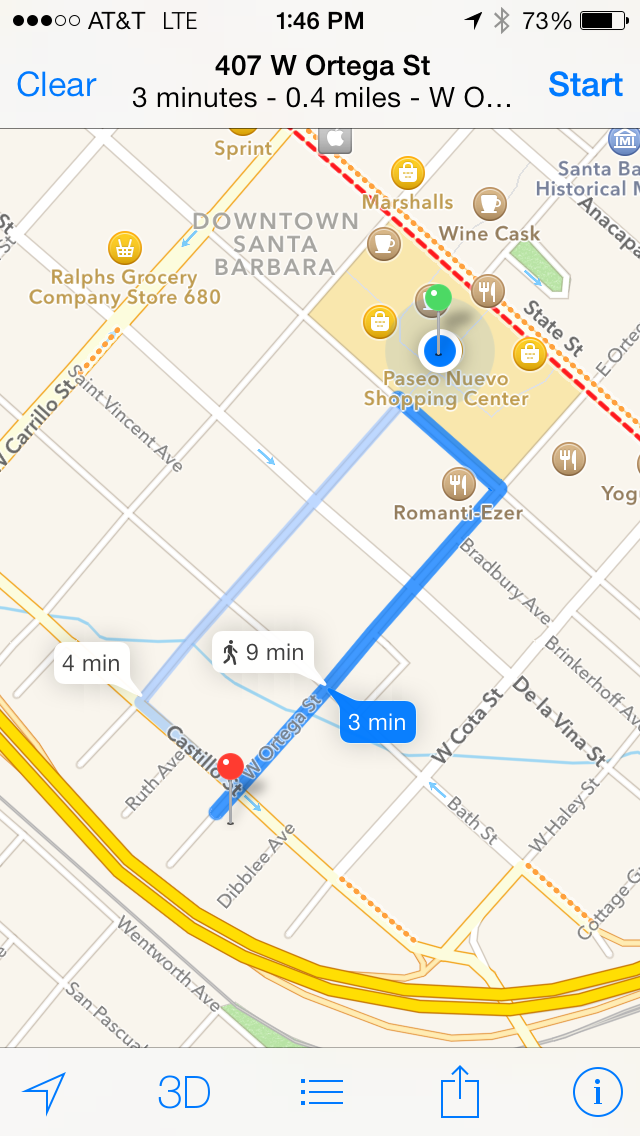 AT&T LTE 1:46 PM 73%
Clear
407 W Ortega St
3 minutes - 0.4 miles - W O...
Start
Sprint
Marshalls
Santa Ba
Historical M
Anacapa
DOWNTOWN
SANTA
BARBARA
Wine Cask
Ralphs Grocery
Company Store 680
State St
E Orte
W Carrillo St
Saint Vincent Ave
Paseo Nuevo
Shopping Center
Romanti-Ezer
Yog
Bradbury Ave
Brinkerhoff Av
4 min
9 min
3 min
W Ortega St
Castillo St
Ruth Ave
De la Vina St
W Cota St
Bath St
W Haley St
Dibblee Ave
Cottage G
Wentworth Ave
San Pascual
3D
i